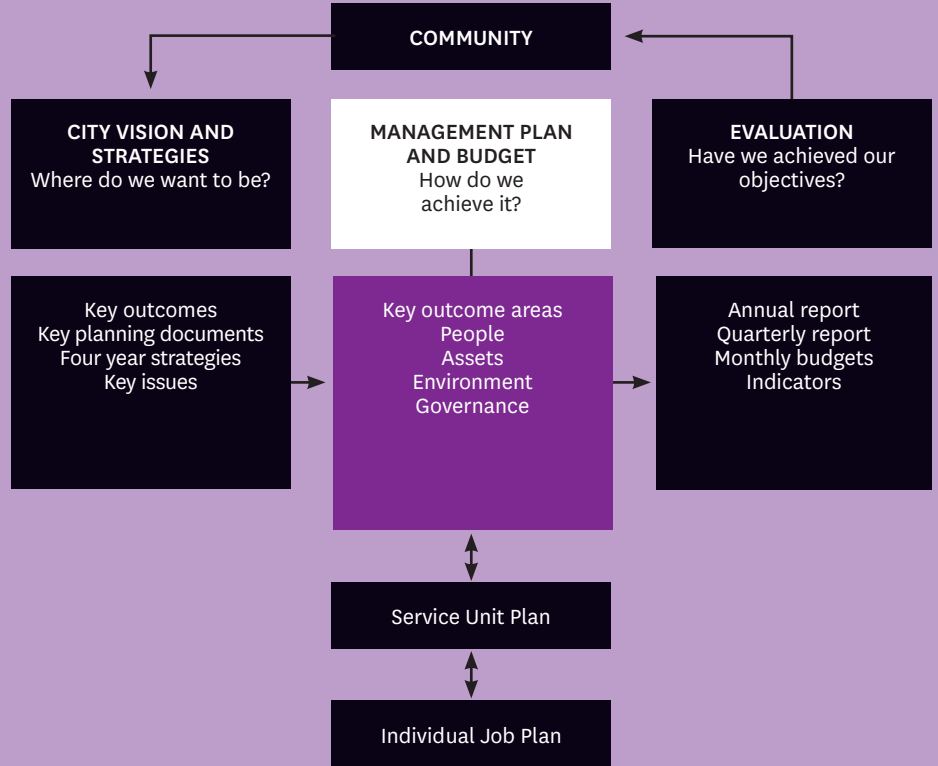 COMMUNITY
CITY VISION AND
STRATEGIES
Where do we want to be?
MANAGEMENT PLAN
AND BUDGET
How do we
achieve it?
EVALUATION
Have we achieved our
objectives?
Key outcomes
Key planning documents
Four year strategies
Key issues
Key outcome areas
People
Assets
Environment
Governance
Annual report
Quarterly report
Monthly budgets
Indicators
Service Unit Plan
Individual Job Plan